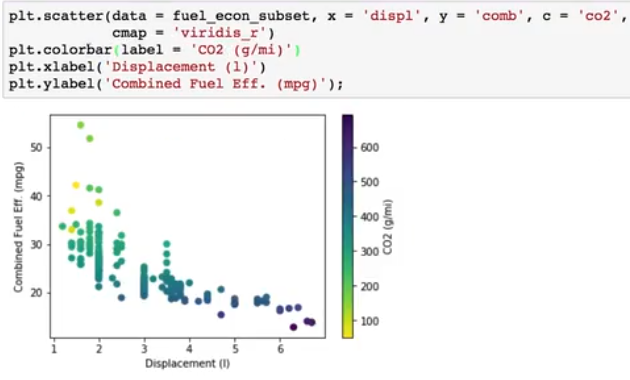 plt.scatter(data = fuel_econ_subset, x = 'displ', y = 'comb', c = 'co2',
cmap = 'viridis_r')
plt.colorbar(label = 'CO2 (g/mi)')
plt.xlabel('Displacement (l)')
plt.ylabel('Combined Fuel Eff. (mpg)');
Combined Fuel Eff. (mpg)
50
40
30
20
1 2 3 4 5 6
Displacement (l)
600
500
400
300
200
100
CO2 (g/mi)